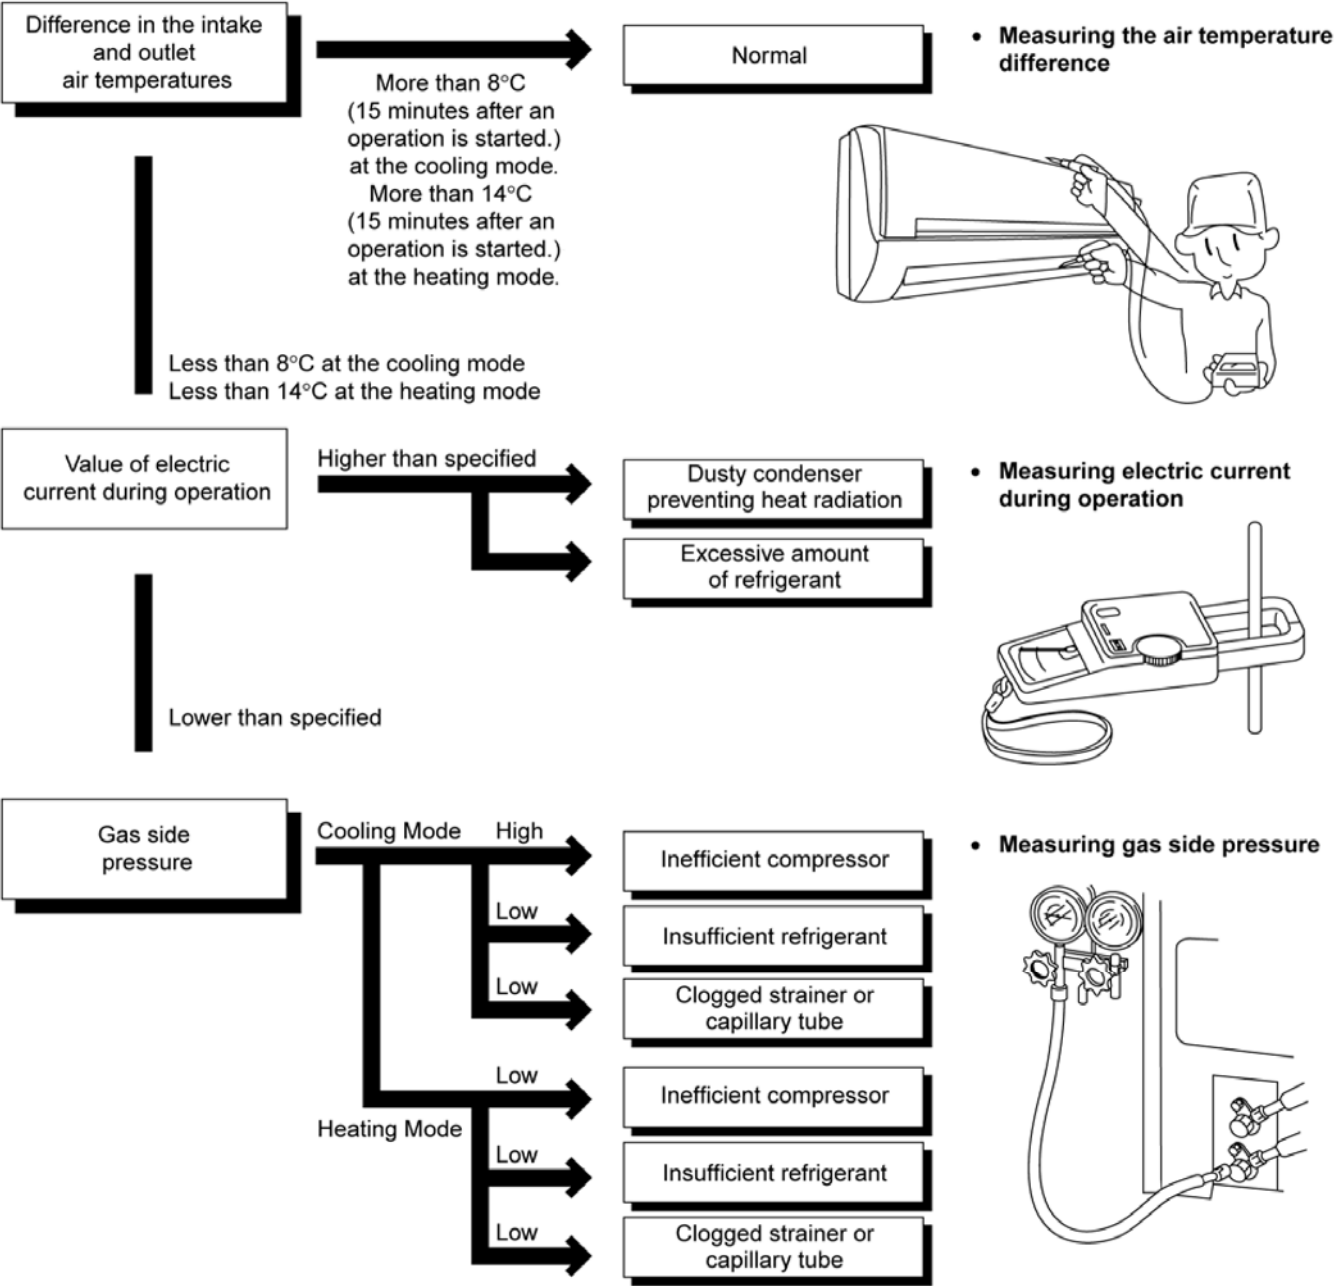 Difference in the intake
and outlet
air temperatures
More than 8°C
(15 minutes after an
operation is started.)
at the cooling mode.
More than 14°C
(15 minutes after an
operation is started.)
at the heating mode.
Normal
• Measuring the air temperature
difference
Less than 8°C at the cooling mode
Less than 14°C at the heating mode
Value of electric
current during operation
Higher than specified
Dusty condenser
preventing heat radiation
Excessive amount
of refrigerant
• Measuring electric current
during operation
Lower than specified
Gas side
pressure
Cooling Mode
High
Inefficient compressor
Low
Insufficient refrigerant
Low
Clogged strainer or
capillary tube
• Measuring gas side pressure
Heating Mode
Low
Inefficient compressor
Low
Insufficient refrigerant
Low
Clogged strainer or
capillary tube